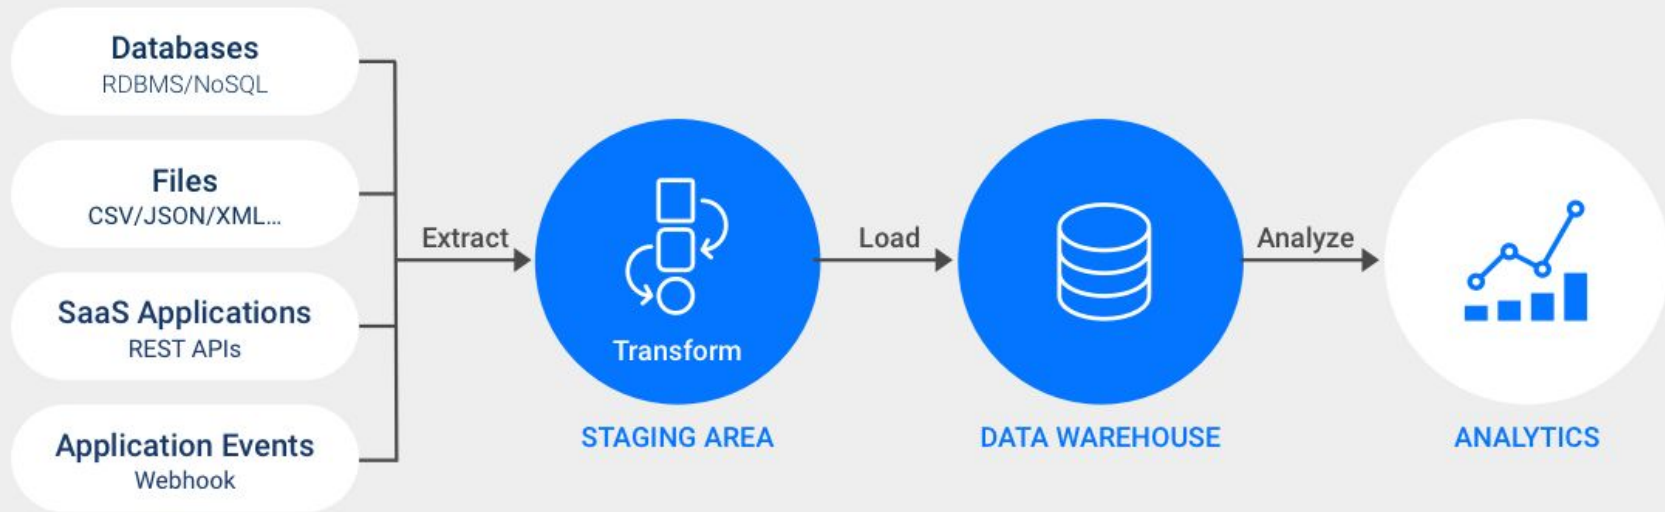 Databases
RDBMS/NoSQL
Files
CSV/JSON/XML...
SaaS Applications
REST APIs
Application Events
Webhook
Extract
Transform
STAGING AREA
Load
DATA WAREHOUSE
Analyze
ANALYTICS